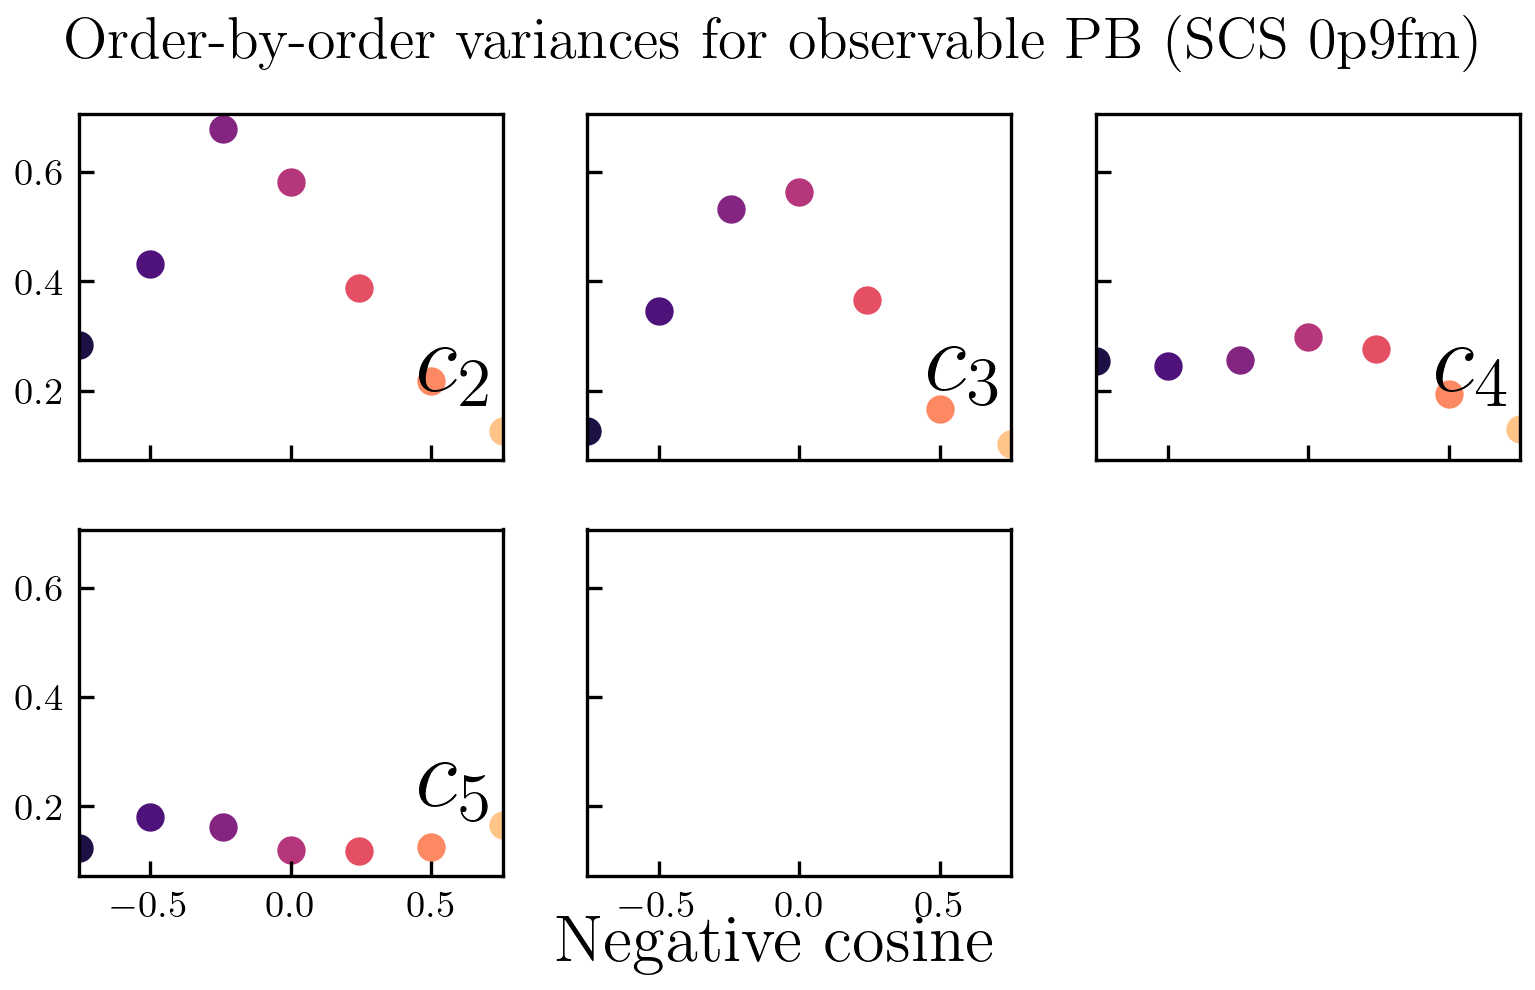 Order-by-order variances for observable PB (SCS 0p9fm)
0.6
0.4
0.2
c₂
c₃
c₄
0.6
0.4
0.2
c₅
−0.5 0.0 0.5
−0.5 0.0 0.5
Negative cosine